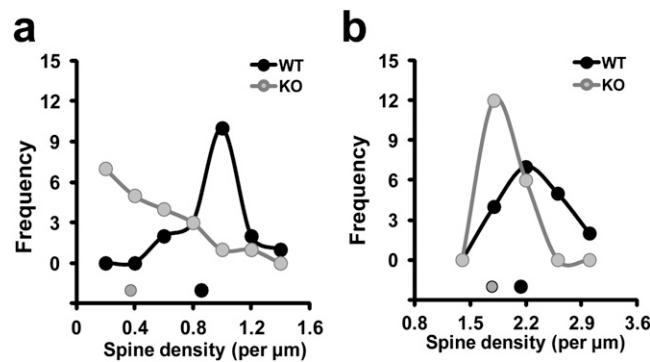 a
15
12
9
6
3
0
Frequency
WT
KO
0 0.4 0.8 1.2 1.6
Spine density (per µm)
b
15
12
9
6
3
0
Frequency
WT
KO
0.8 1.5 2.2 2.9 3.6
Spine density (per µm)